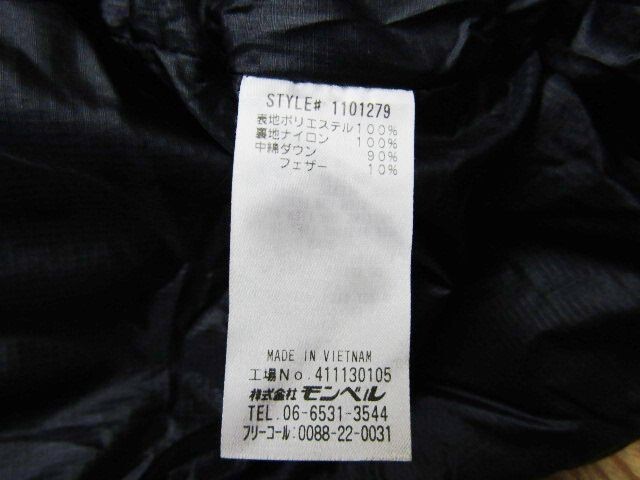 STYLE# 1101279
表地ポリエステル100%
裏地ナイロン 100%
中綿ダウン 90%
フェザー 10%
MADE IN VIETNAM
工場No.411130105
株式会社 モンベル
TEL.06-6531-3544
フリーコール:0088-22-0031